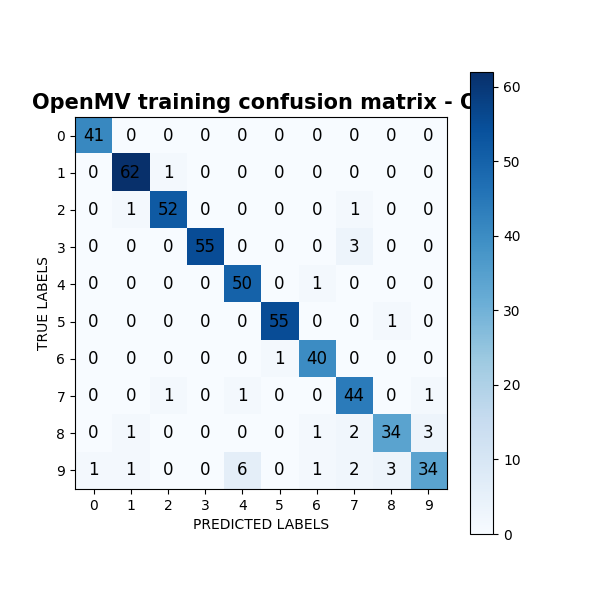 OpenMV training confusion matrix -
0 41 0 0 0 0 0 0 0 0 0
1 0 62 1 0 0 0 0 0 0 0
2 0 1 52 0 0 0 0 1 0 0
3 0 0 0 55 0 0 0 3 0 0
4 0 0 0 0 50 0 1 0 0 0
5 0 0 0 0 0 55 0 0 1 0
6 0 0 0 0 0 1 40 0 0 0
7 0 0 1 0 1 0 0 44 0 1
8 0 1 0 0 0 0 1 2 34 3
9 1 1 0 0 6 0 1 2 3 34
0 1 2 3 4 5 6 7 8 9
TRUE LABELS
PREDICTED LABELS
60
50
40
30
20
10
0